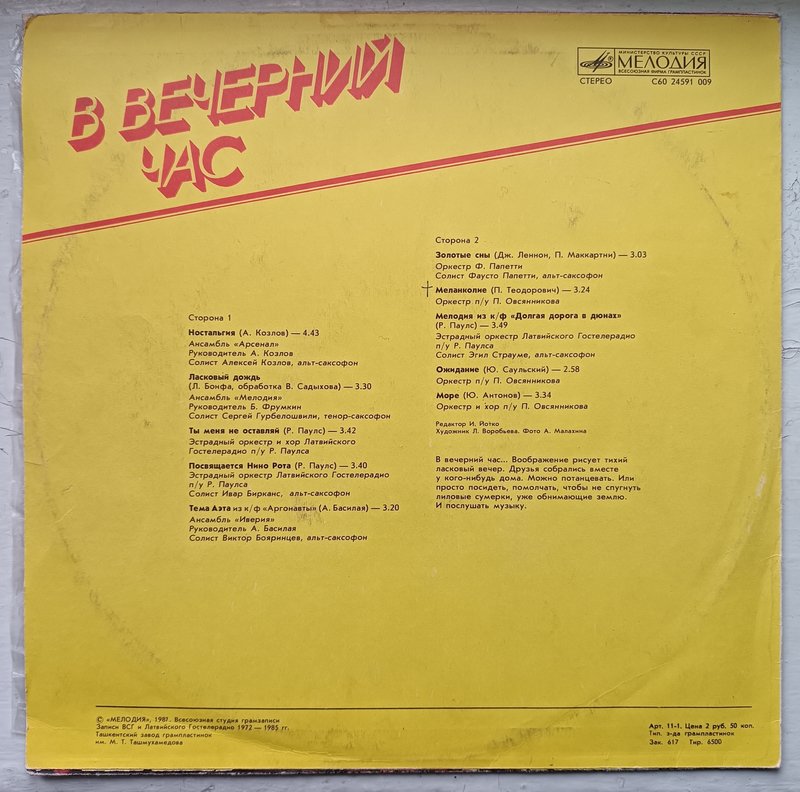 В ВЕЧЕРНИЙ
ЧАС
МИНИСТЕРСТВО КУЛЬТУРЫ СССР
МЕЛОДИЯ
ВСЕСОЮЗНАЯ ФИРМА ГРАМПЛАСТИНОК
СТЕРЕО С60 24591 009
Сторона 1
Ностальгия (А. Козлов) — 4.43
Ансамбль «Арсенал»
Руководитель А. Козлов
Солист Алексей Козлов, альт-саксофон
Ласковый дождь
(Л. Бонфа, обработка В. Садыхова) — 3.30
Ансамбль «Мелодия»
Руководитель Б. Фрумкин
Солист Сергей Гурбелошвили, тенор-саксофон
Ты меня не оставляй (Р. Паулс) — 3.42
Эстрадный оркестр и хор Латвийского
Гостелерадио п/у Р. Паулса
Посвящается Нино Рота (Р. Паулс) — 3.40
Эстрадный оркестр Латвийского Гостелерадио
п/у Р. Паулса
Солист Ивар Бирканс, альт-саксофон
Тема Аэта из к/ф «Аргонавты» (А. Басилая) — 3.20
Ансамбль «Иверия»
Руководитель А. Басилая
Солист Виктор Бояринцев, альт-саксофон
Сторона 2
Золотые сны (Дж. Леннон, П. Маккартни) — 3.03
Оркестр Ф. Папетти
Солист Фаусто Папетти, альт-саксофон
Меланколие (П. Теодорович) — 3.24
Оркестр п/у П. Овсянникова
Мелодия из к/ф «Долгая дорога в дюнах»
(Р. Паулс) — 3.49
Эстрадный оркестр Латвийского Гостелерадио
п/у Р. Паулса
Солист Эгил Страуме, альт-саксофон
Ожидание (Ю. Саульский) — 2.58
Оркестр п/у П. Овсянникова
Море (Ю. Антонов) — 3.34
Оркестр и хор п/у П. Овсянникова
Редактор И. Йотко
Художник Л. Воробьева. Фото А. Малахина
В вечерний час... Воображение рисует тихий
ласковый вечер. Друзья собрались вместе
у кого-нибудь дома. Можно потанцевать. Или
просто посидеть, помолчать, чтобы не спугнуть
лиловые сумерки, уже обнимающие землю.
И послушать музыку.
© «МЕЛОДИЯ», 1987. Всесоюзная студия грамзаписи
Записи ВСГ и Латвийского Гостелерадио 1972 — 1985 гг.
Ташкентский завод грампластинок
им. М. Т. Ташмухамедова
Арт. 11-1. Цена 2 руб. 50 коп.
Тип. з-да грампластинок
Зак. 617 Тир. 6500